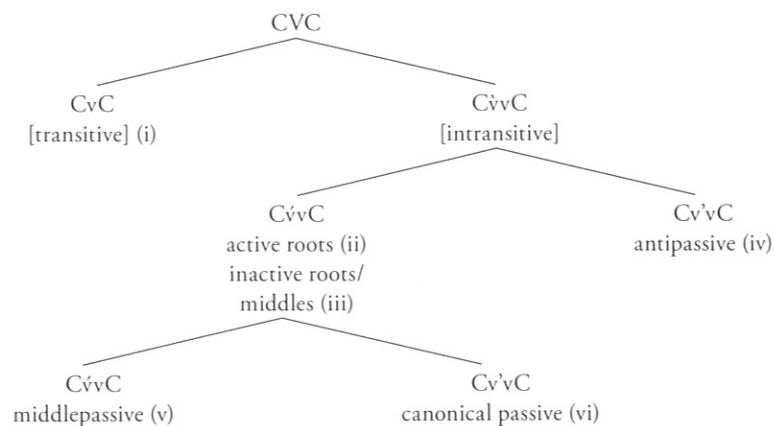 CVC
CvC
[transitive] (i)
Cv̀vC
[intransitive]
Cv́vC
active roots (ii)
inactive roots/
middles (iii)
Cv’vC
antipassive (iv)
Cv́vC
middlepassive (v)
Cv’vC
canonical passive (vi)